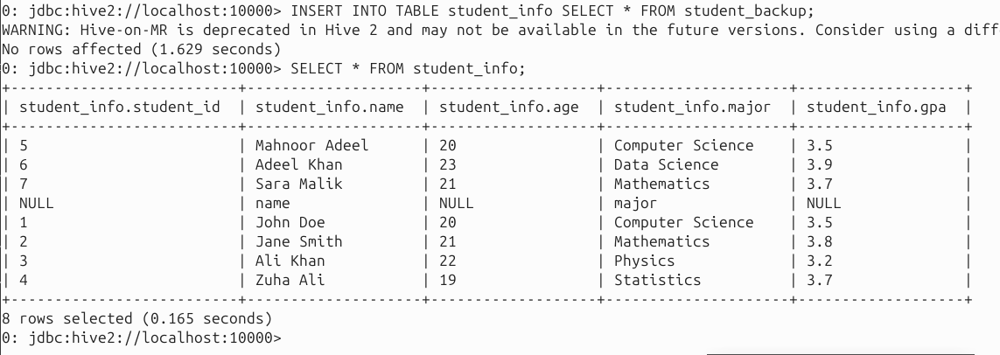 0: jdbc:hive2://localhost:10000> INSERT INTO TABLE student_info SELECT * FROM student_backup;
WARNING: Hive-on-MR is deprecated in Hive 2 and may not be available in the future versions. Consider using a diff
No rows affected (1.629 seconds)
0: jdbc:hive2://localhost:10000> SELECT * FROM student_info;
+--------------------------+--------------------+--------------------+---------------------+-------------------+
| student_info.student_id | student_info.name | student_info.age | student_info.major | student_info.gpa |
+--------------------------+--------------------+--------------------+---------------------+-------------------+
| 5 | Mahnoor Adeel | 20 | Computer Science | 3.5 |
| 6 | Adeel Khan | 23 | Data Science | 3.9 |
| 7 | Sara Malik | 21 | Mathematics | 3.7 |
| NULL | name | NULL | major | NULL |
| 1 | John Doe | 20 | Computer Science | 3.5 |
| 2 | Jane Smith | 21 | Mathematics | 3.8 |
| 3 | Ali Khan | 22 | Physics | 3.2 |
| 4 | Zuha Ali | 19 | Statistics | 3.7 |
+--------------------------+--------------------+--------------------+---------------------+-------------------+
8 rows selected (0.165 seconds)
0: jdbc:hive2://localhost:10000>